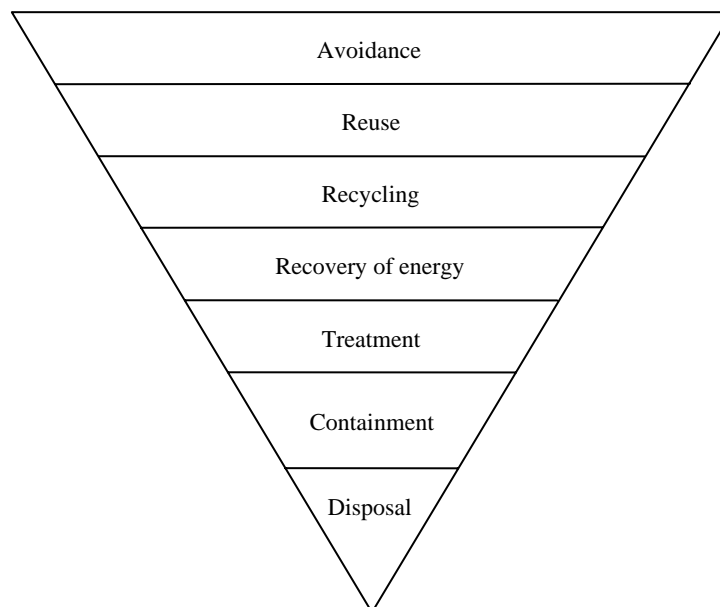 Avoidance
Reuse
Recycling
Recovery of energy
Treatment
Containment
Disposal